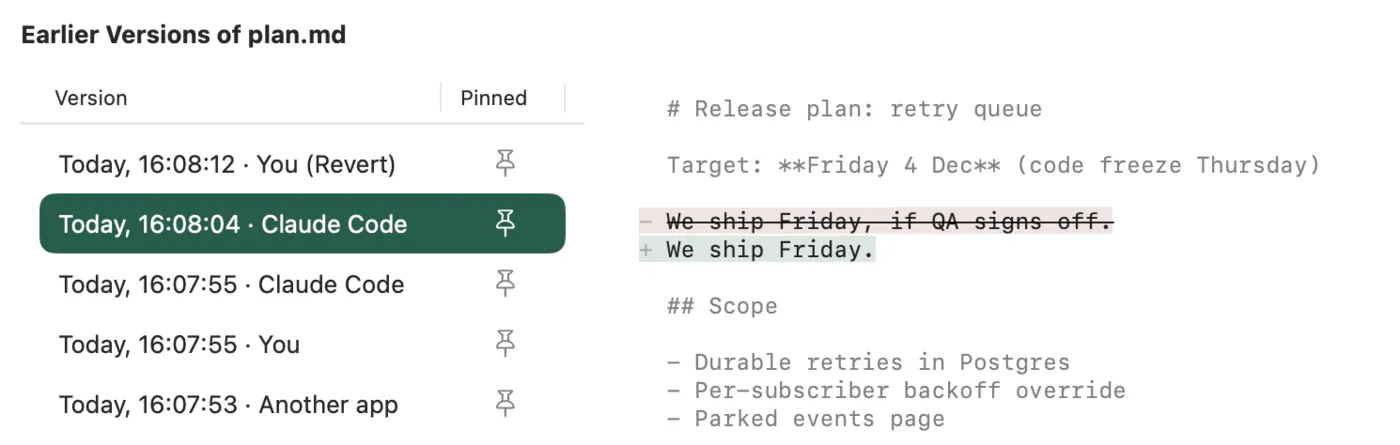 Earlier Versions of plan.md
Version Pinned
Today, 16:08:12 · You (Revert)
Today, 16:08:04 · Claude Code
Today, 16:07:55 · Claude Code
Today, 16:07:55 · You
Today, 16:07:53 · Another app
# Release plan: retry queue
Target: **Friday 4 Dec** (code freeze Thursday)
- We ship Friday, if QA signs off.
+ We ship Friday.
## Scope
- Durable retries in Postgres
- Per-subscriber backoff override
- Parked events page